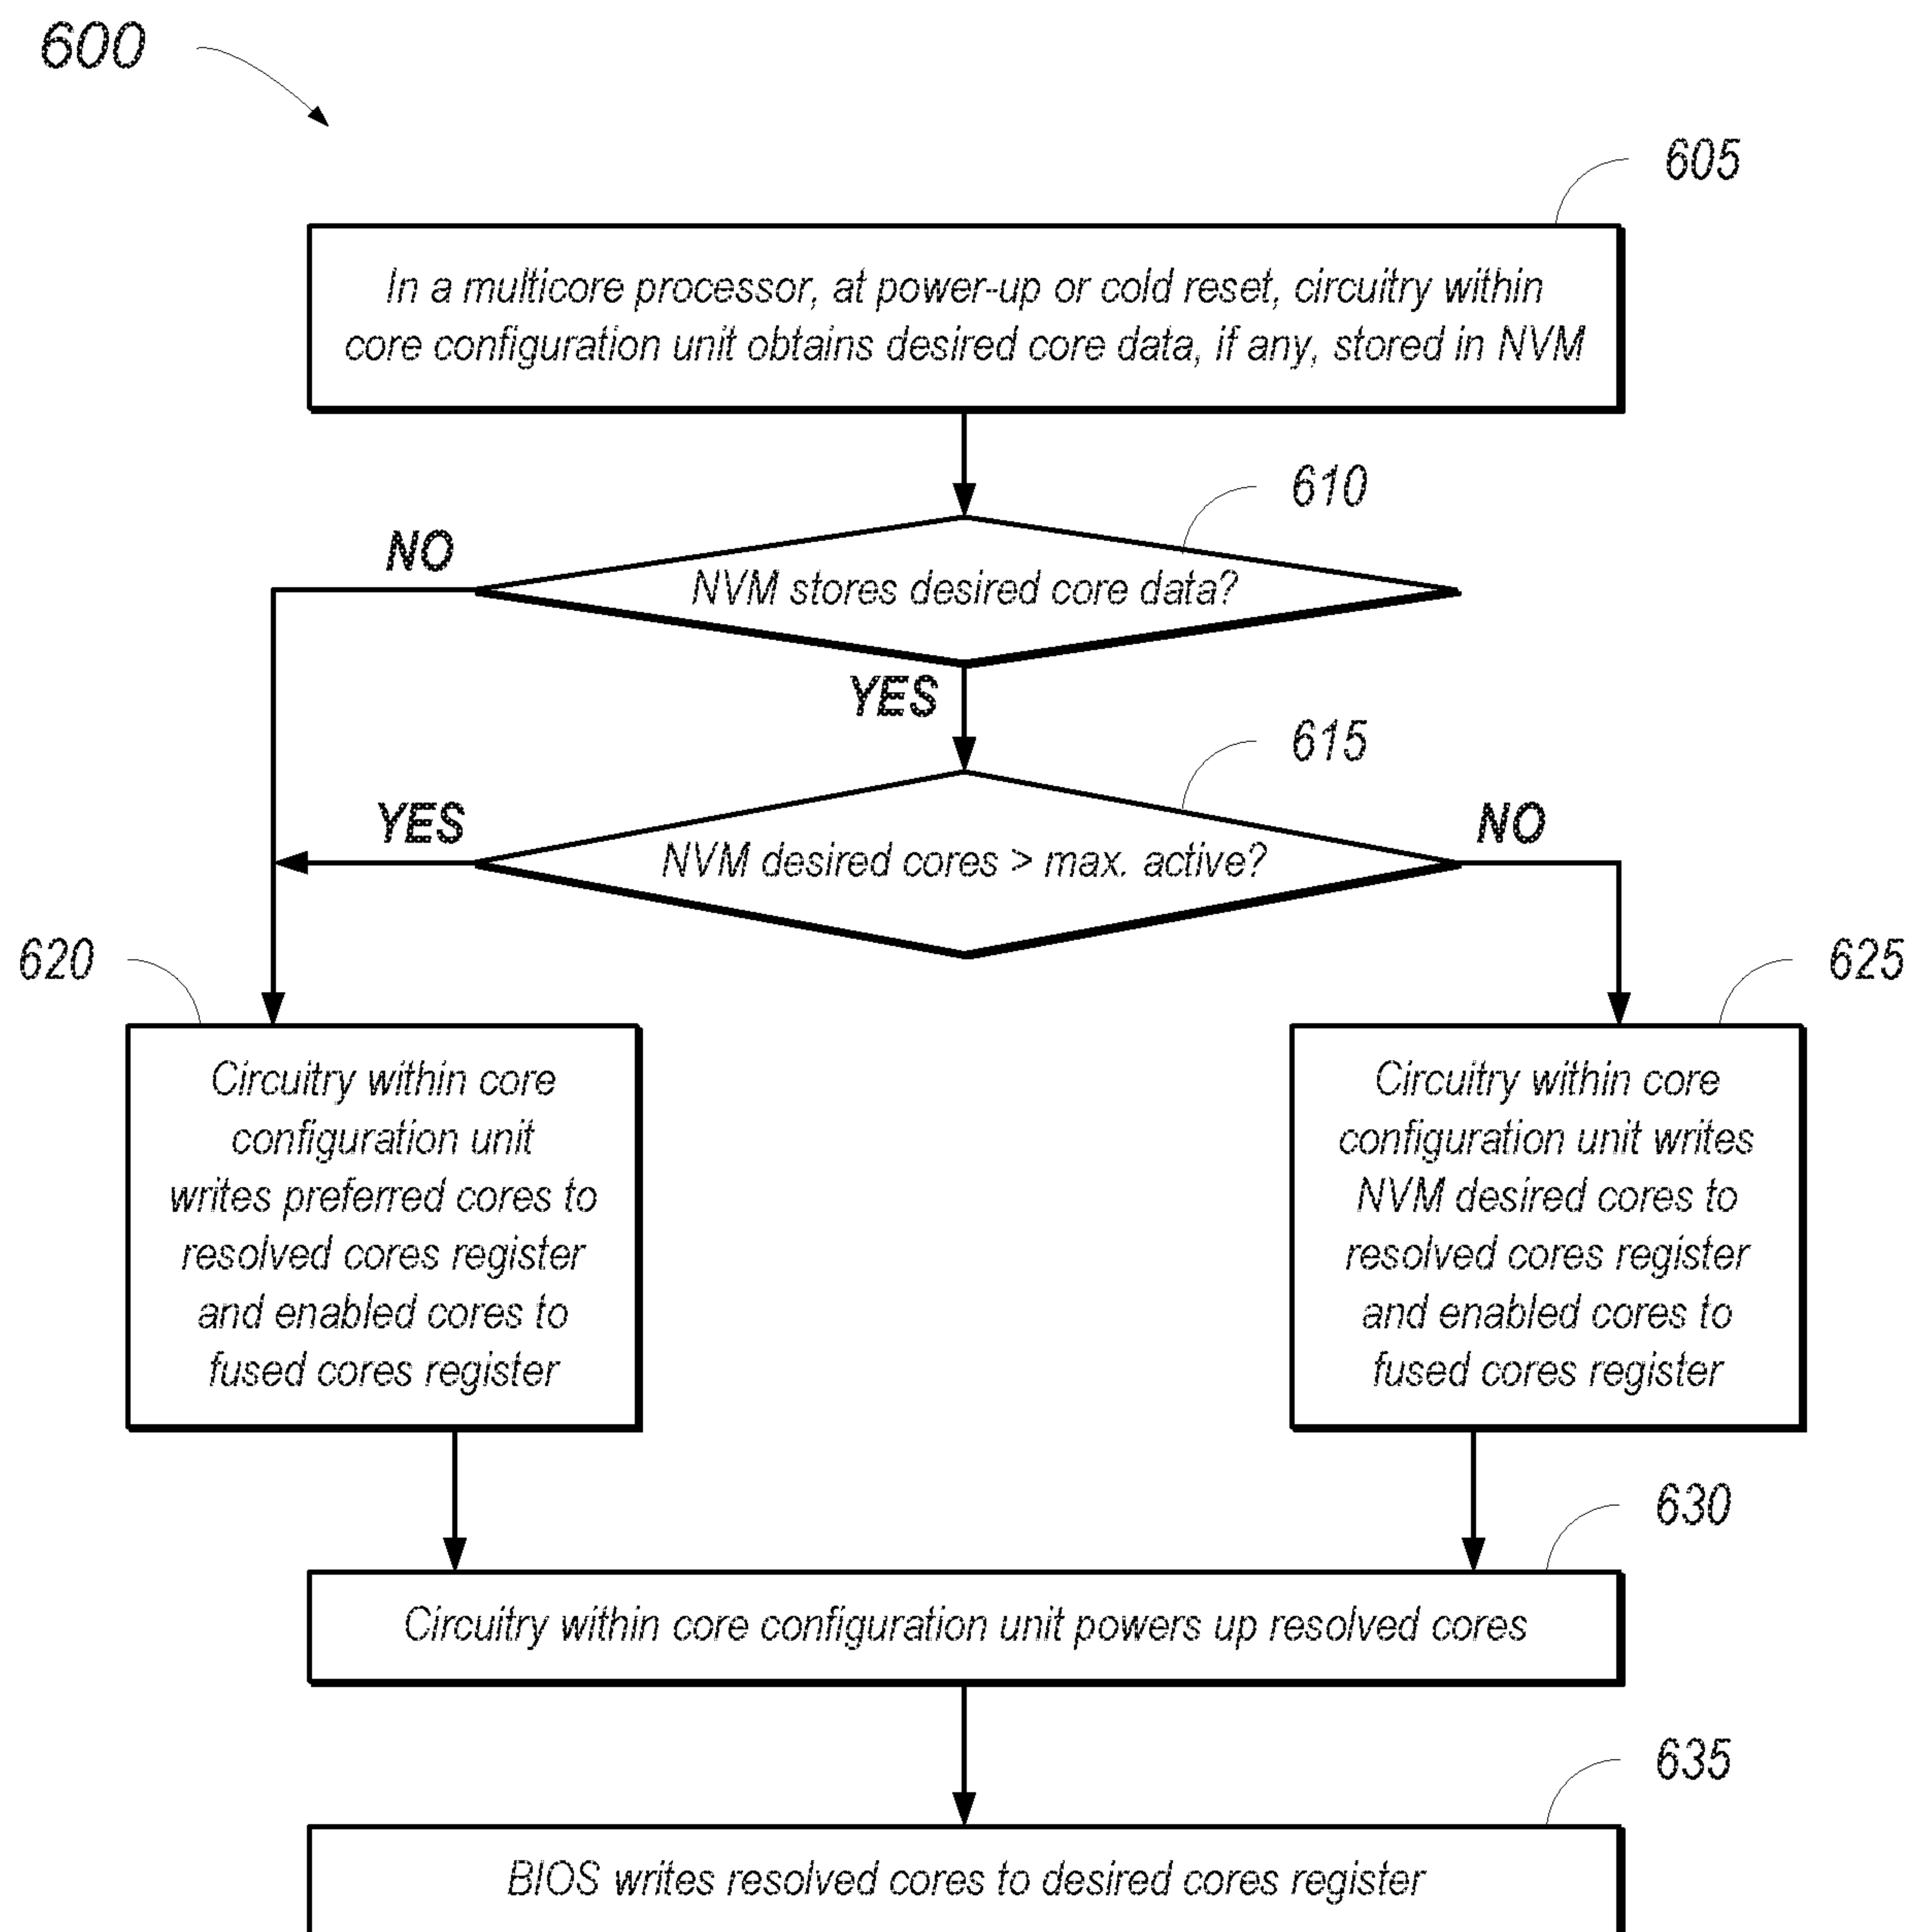 600
605
In a multicore processor, at power-up or cold reset, circuitry within
core configuration unit obtains desired core data, if any, stored in NVM
610
NO
NVM stores desired core data?
YES
615
YES
NO
NVM desired cores > max. active?
620
625
Circuitry within core
configuration unit
writes preferred cores to
resolved cores register
and enabled cores to
fused cores register
Circuitry within core
configuration unit writes
NVM desired cores to
resolved cores register
and enabled cores to
fused cores register
630
Circuitry within core configuration unit powers up resolved cores
635
BIOS writes resolved cores to desired cores register